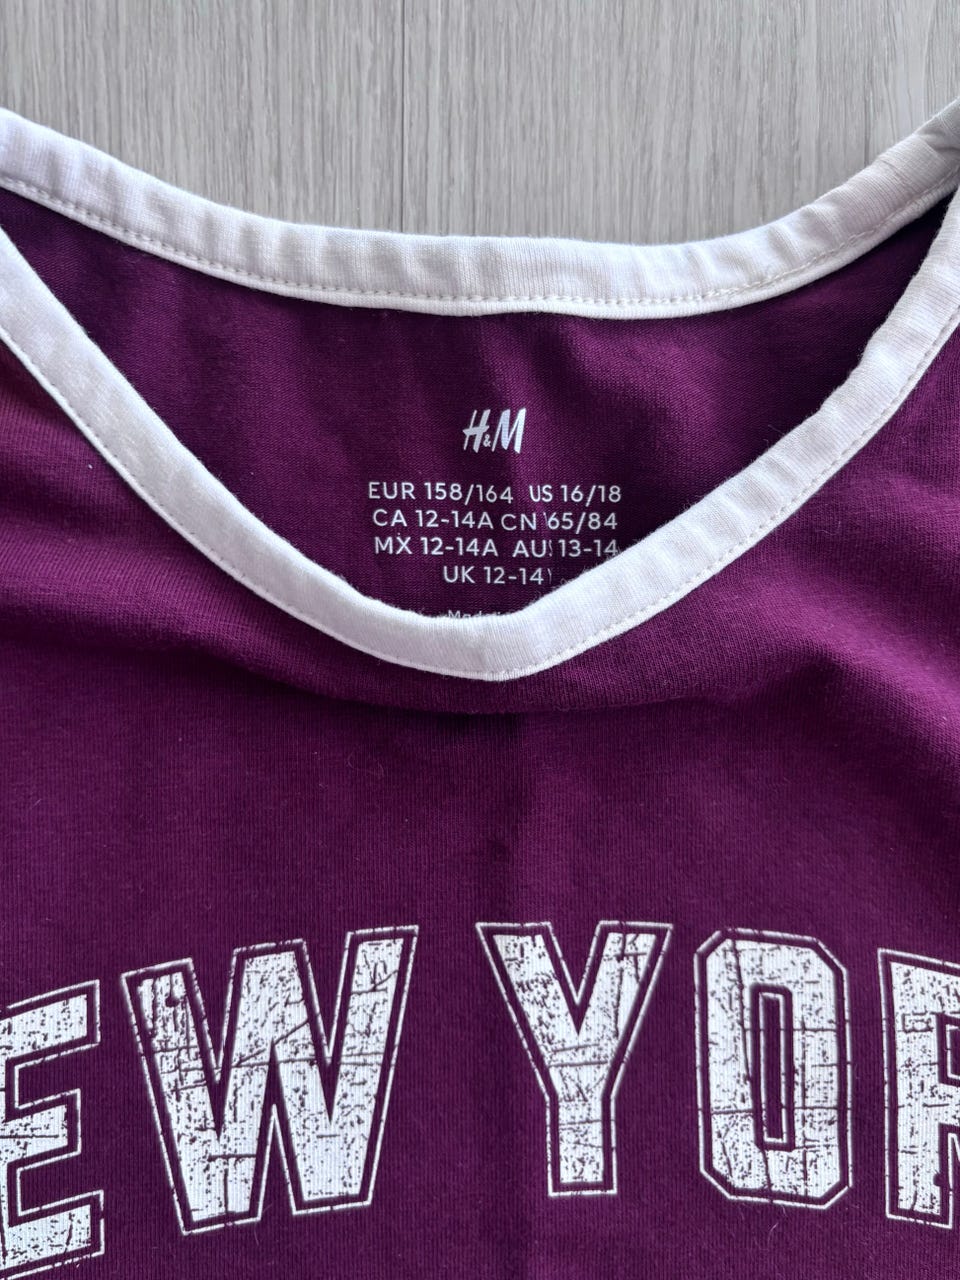 H&M
EUR 158/164 US 16/18
CA 12-14A CN 165/84
MX 12-14A AU 13-14
UK 12-14Y
EW YOR